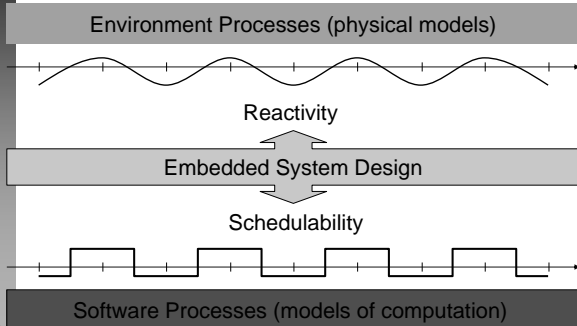 Environment Processes (physical models)
Reactivity
Embedded System Design
Schedulability
Software Processes (models of computation)